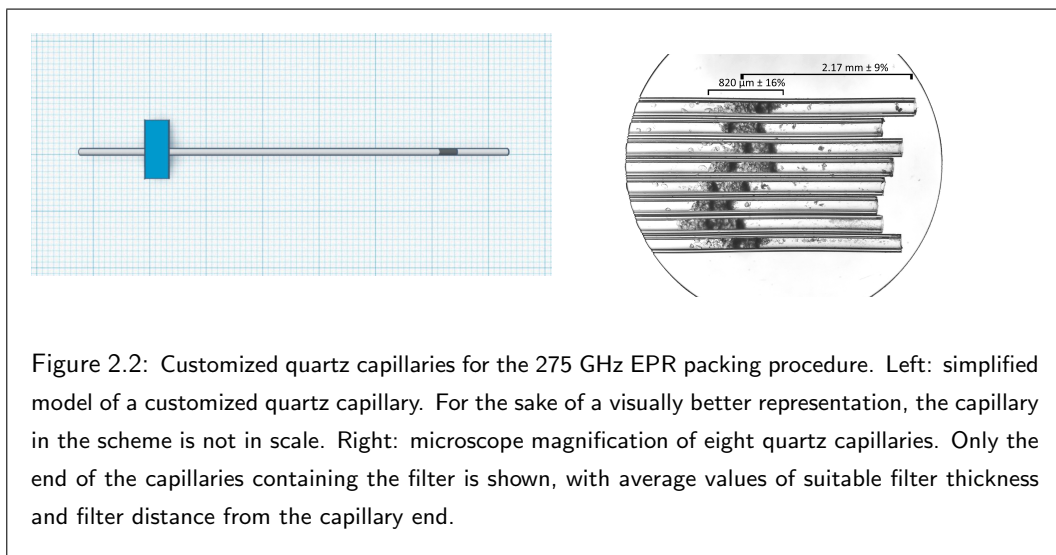 2.17 mm ± 9%
820 µm ± 16%
Figure 2.2: Customized quartz capillaries for the 275 GHz EPR packing procedure. Left: simplified
model of a customized quartz capillary. For the sake of a visually better representation, the capillary
in the scheme is not in scale. Right: microscope magnification of eight quartz capillaries. Only the
end of the capillaries containing the filter is shown, with average values of suitable filter thickness
and filter distance from the capillary end.